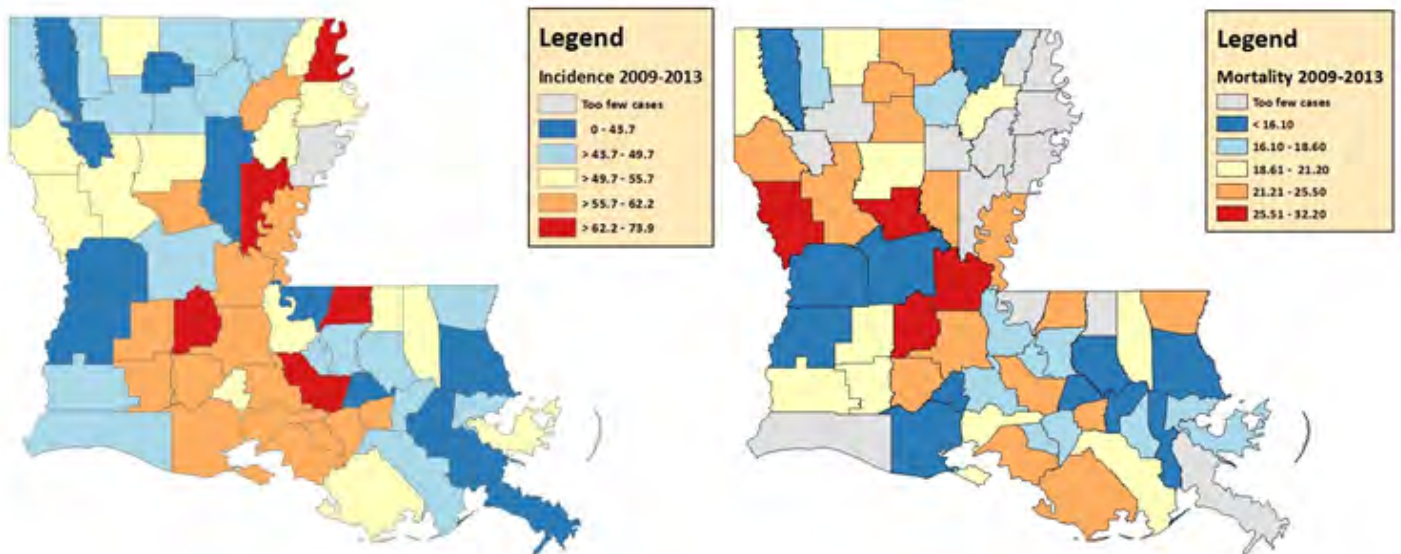 Legend
Incidence 2009-2013
Too few cases
0 - 43.7
> 43.7 - 49.7
> 49.7 - 55.7
> 55.7 - 62.2
> 62.2 - 73.9
Legend
Mortality 2009-2013
Too few cases
< 16.10
16.10 - 18.60
18.61 - 21.20
21.21 - 25.50
25.51 - 32.20